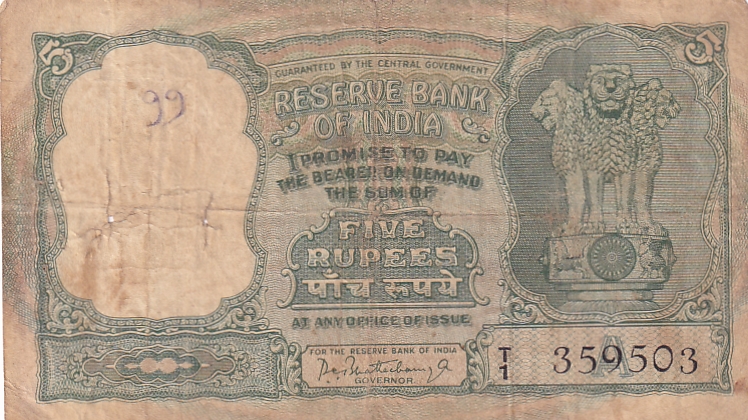 5 5
99
GUARANTEED BY THE CENTRAL GOVERNMENT
RESERVE BANK
OF INDIA
I PROMISE TO PAY
THE BEARER ON DEMAND
THE SUM OF
FIVE
RUPEES
पाँच रूपये
AT ANY OFFICE OF ISSUE
FOR THE RESERVE BANK OF INDIA
GOVERNOR
A
T/1 359503